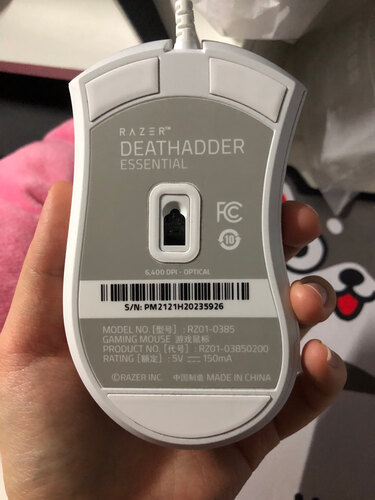 RAZER™
DEATHADDER
ESSENTIAL
FC
10
6,400 DPI - OPTICAL
S/N: PM2121H20235926
MODEL NO. [型号] : RZ01-0385
GAMING MOUSE 游戏鼠标
PRODUCT NO. [代号] : RZ01-03850200
RATING [额定] : 5V ⎓ 150mA
©RAZER INC. 中国制造 MADE IN CHINA